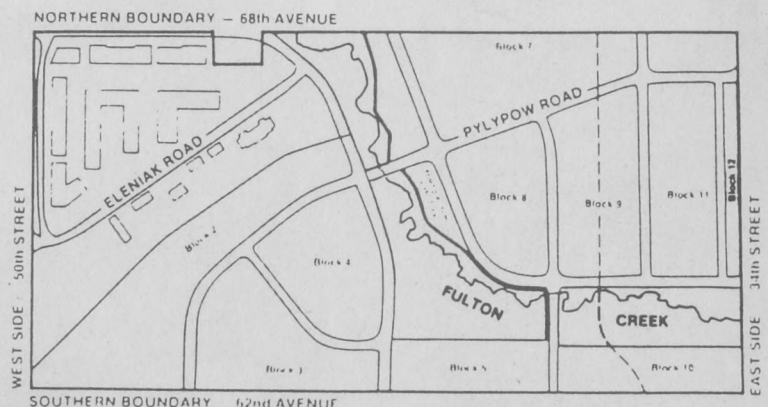 NORTHERN BOUNDARY – 68th AVENUE
Block 7
PYLYPOW ROAD
ELENIAK ROAD
Block 12
Block 11
Block 8
Block 9
Block 2
Block 4
WEST SIDE 50th STREET
EAST SIDE 34th STREET
FULTON
CREEK
Block 3
Block 5
Block 10
SOUTHERN BOUNDARY 62nd AVENUE